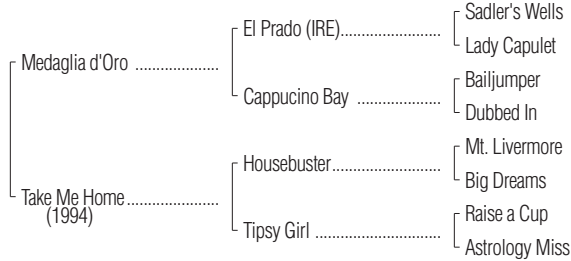 Sadler's Wells
El Prado (IRE)....................
Lady Capulet
Medaglia d'Oro ....................
Bailjumper
Cappucino Bay ....................
Dubbed In
Mt. Livermore
Housebuster....................
Big Dreams
Take Me Home....................
(1994)
Raise a Cup
Tipsy Girl ....................
Astrology Miss